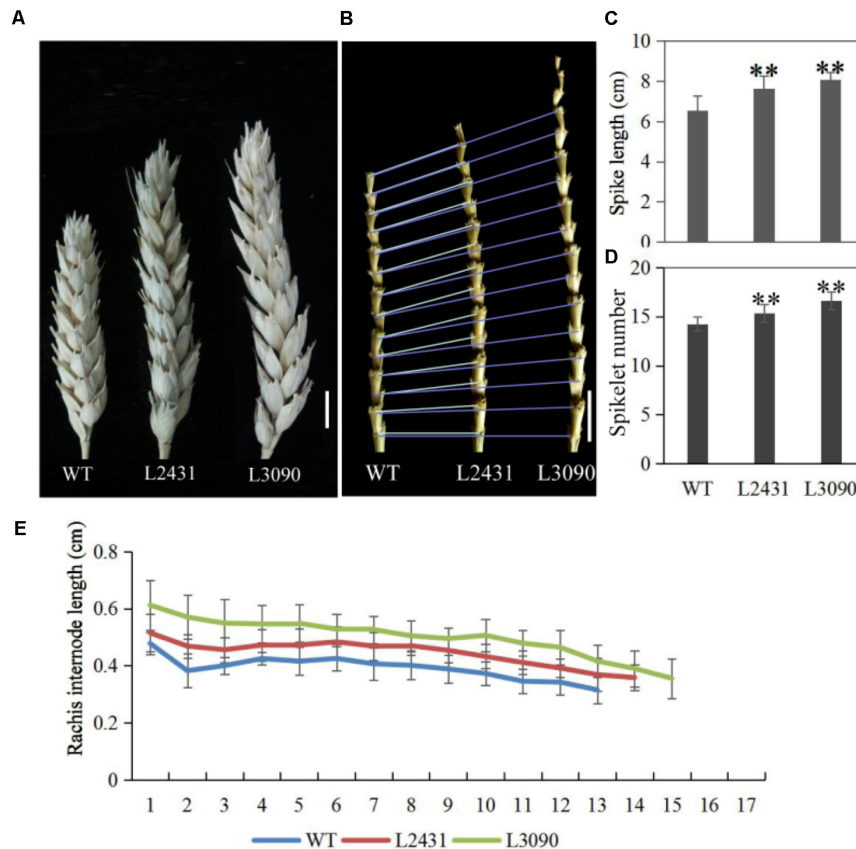 A
B
C
WT
L2431
L3090
WT
L2431
L3090
Spike length (cm)
10
8
6
4
2
0
**
**
D
Spikelet number
20
15
10
5
0
**
**
WT
L2431
L3090
E
Rachis internode length (cm)
0.8
0.6
0.4
0.2
0
1 2 3 4 5 6 7 8 9 10 11 12 13 14 15 16 17
WT L2431 L3090